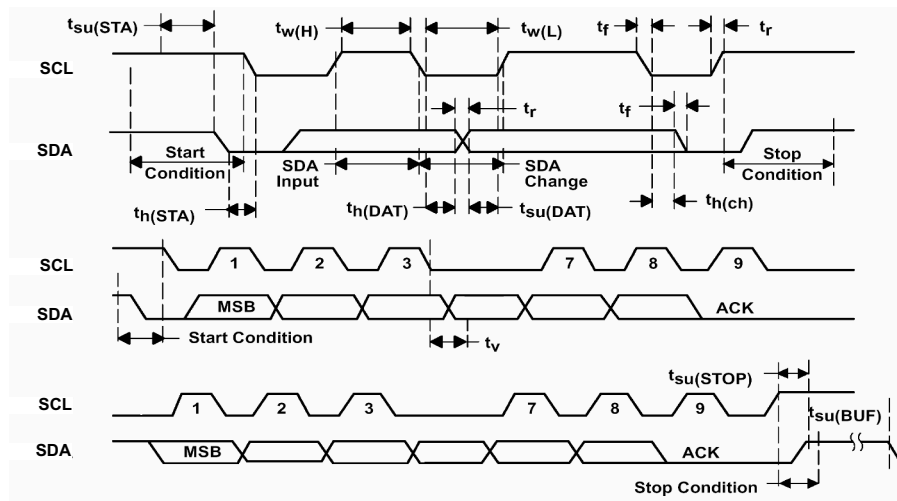 tsu(STA)
tw(H)
tw(L)
tf
tr
SCL
tr
tf
SDA
Start
Condition
SDA
Input
SDA
Change
Stop
Condition
th(STA)
th(DAT)
tsu(DAT)
th(ch)
SCL
1
2
3
7
8
9
SDA
MSB
ACK
Start Condition
tv
tsu(STOP)
SCL
1
2
3
7
8
9
tsu(BUF)
SDA
MSB
ACK
Stop Condition